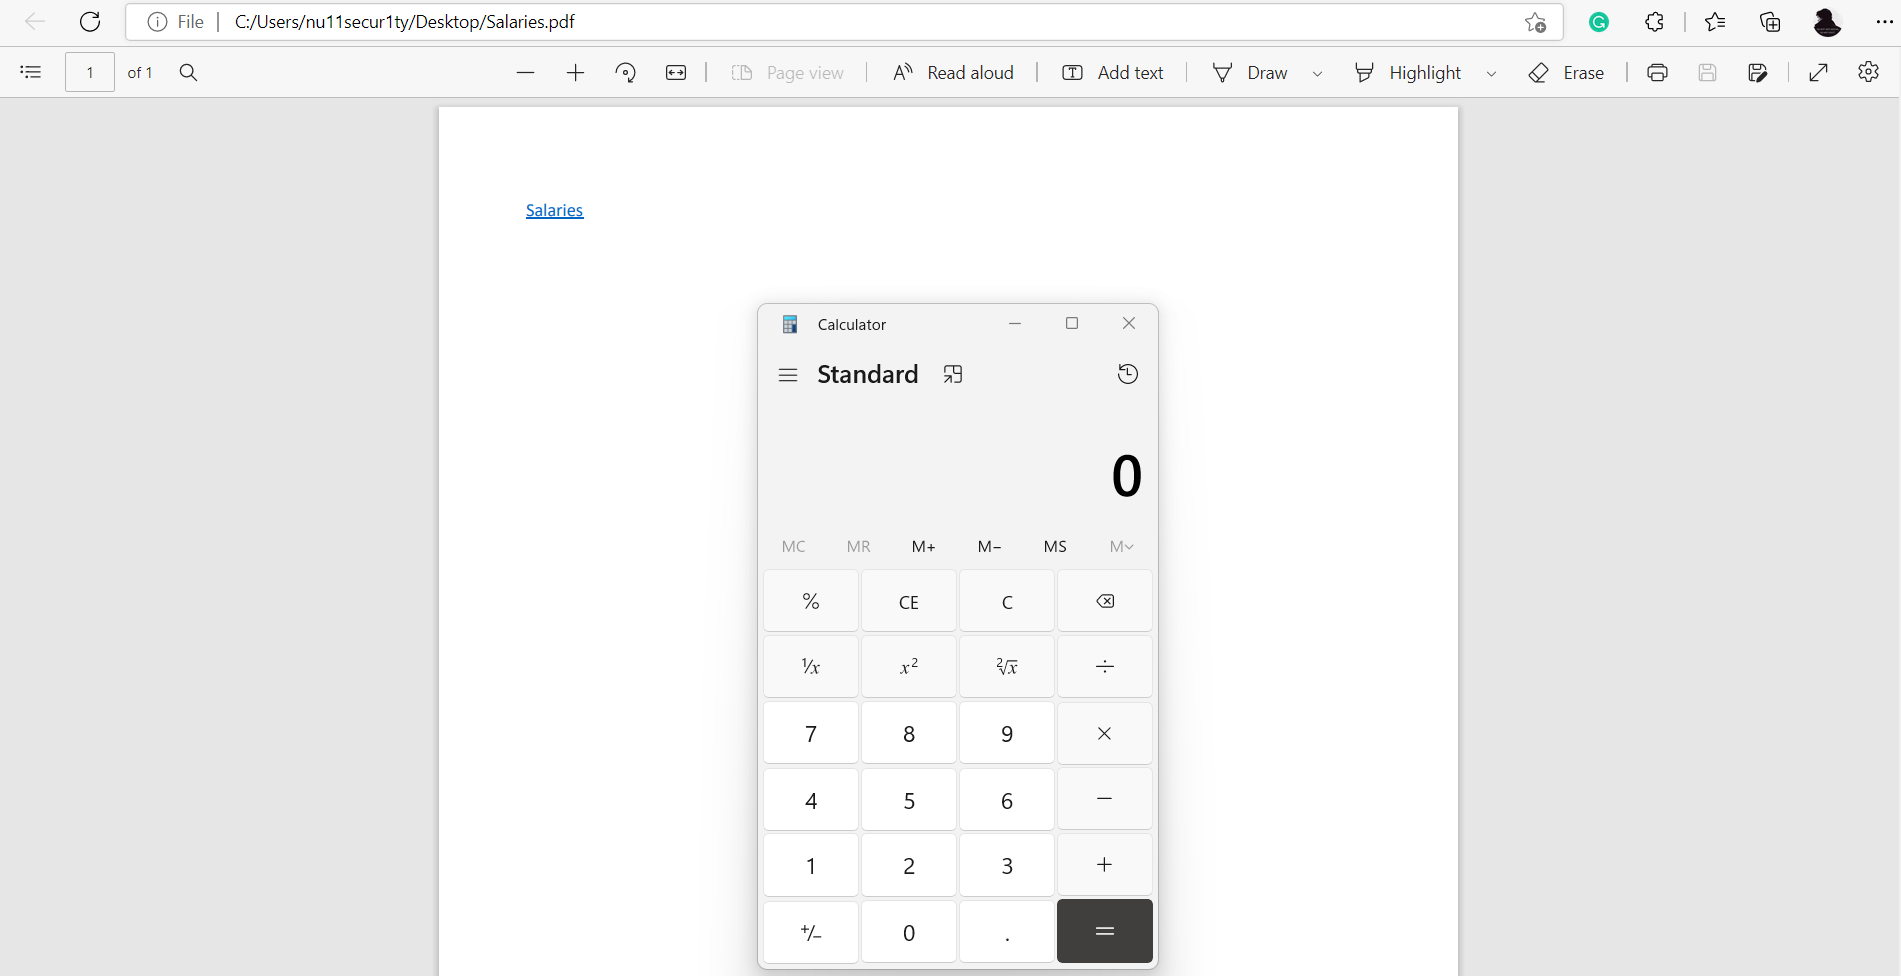 File C:/Users/nu11secur1ty/Desktop/Salaries.pdf
1 of 1 Page view Read aloud Add text Draw Highlight Erase
Salaries
Calculator
Standard
0
MC MR M+ M− MS M
% CE C
¹/x x² ²√x ÷
7 8 9 ×
4 5 6 −
1 2 3 +
+/− 0 . =